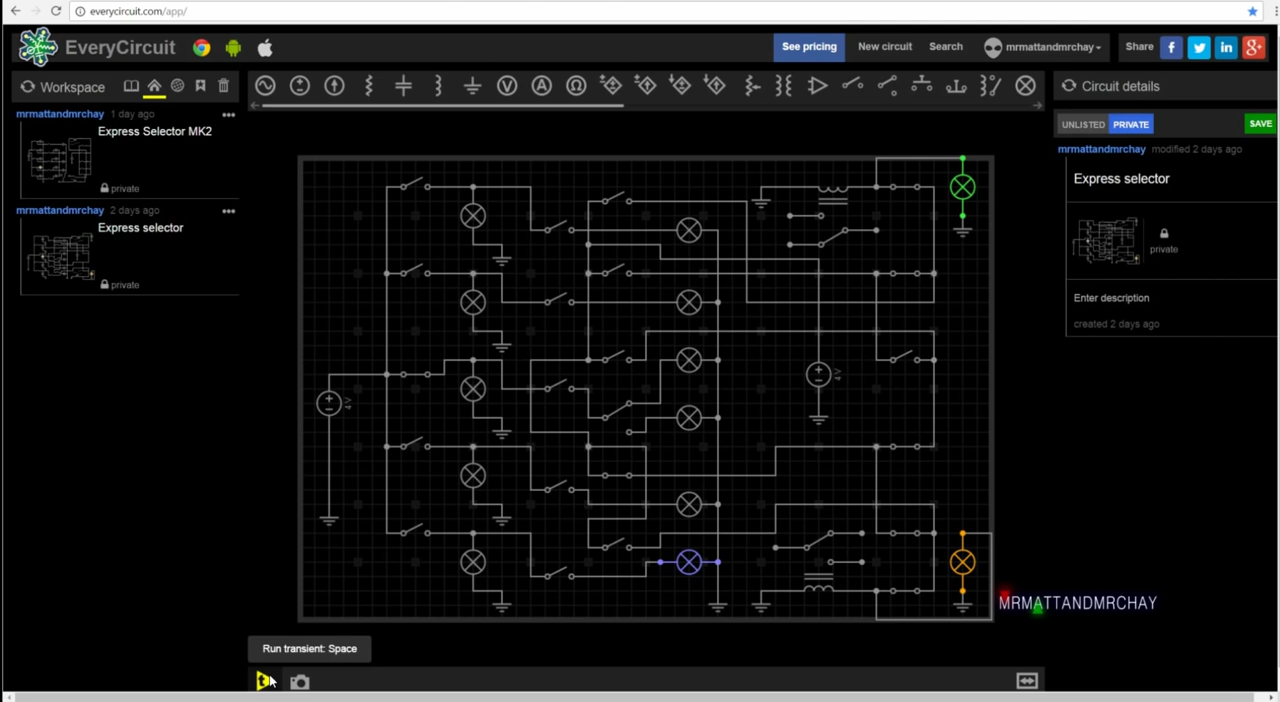 everycircuit.com/app/
EveryCircuit
See pricing
New circuit
Search
mrmattandmrchay
Share
Workspace
Circuit details
mrmattandmrchay 1 day ago
Express Selector MK2
private
mrmattandmrchay 2 days ago
Express selector
private
UNLISTED PRIVATE SAVE
mrmattandmrchay modified 2 days ago
Express selector
private
Enter description
created 2 days ago
4V
4V
MRMATTANDMRCHAY
Run transient: Space
t